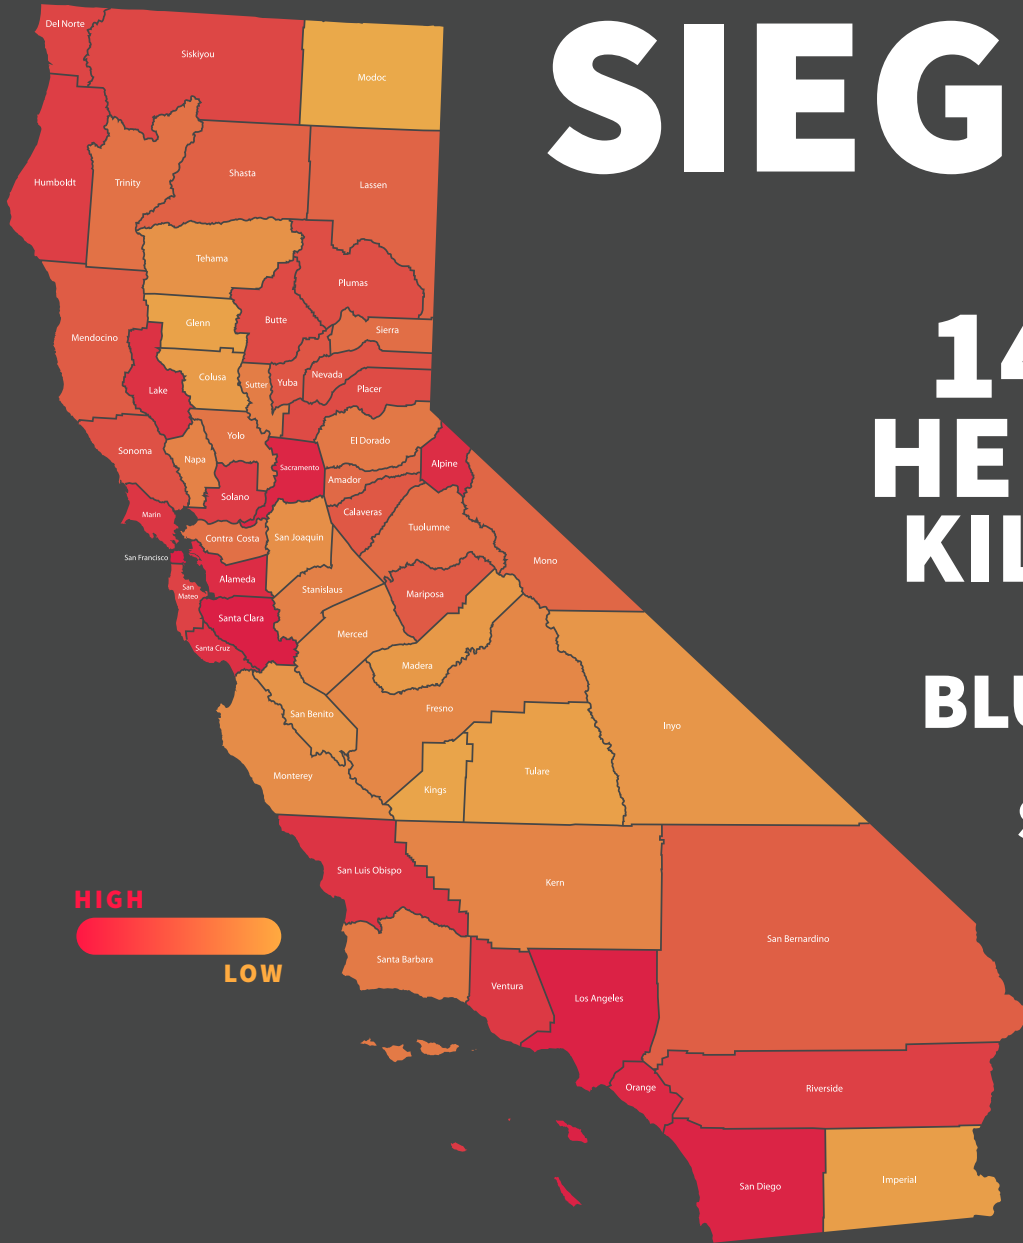 SIEG
14
HE
KIL
BLU
S
Del Norte
Siskiyou
Modoc
Humboldt
Trinity
Shasta
Lassen
Tehama
Plumas
Glenn
Butte
Sierra
Mendocino
Lake
Colusa
Sutter
Yuba
Nevada
Placer
Sonoma
Napa
Yolo
Sacramento
El Dorado
Alpine
Amador
Solano
Marin
Calaveras
Contra Costa
San Joaquin
Tuolumne
San Francisco
Mono
Alameda
San
Mateo
Stanislaus
Mariposa
Santa Clara
Merced
Santa Cruz
Madera
San Benito
Fresno
Inyo
Monterey
Kings
Tulare
San Luis Obispo
Kern
HIGH
LOW
San Bernardino
Santa Barbara
Ventura
Los Angeles
Orange
Riverside
San Diego
Imperial